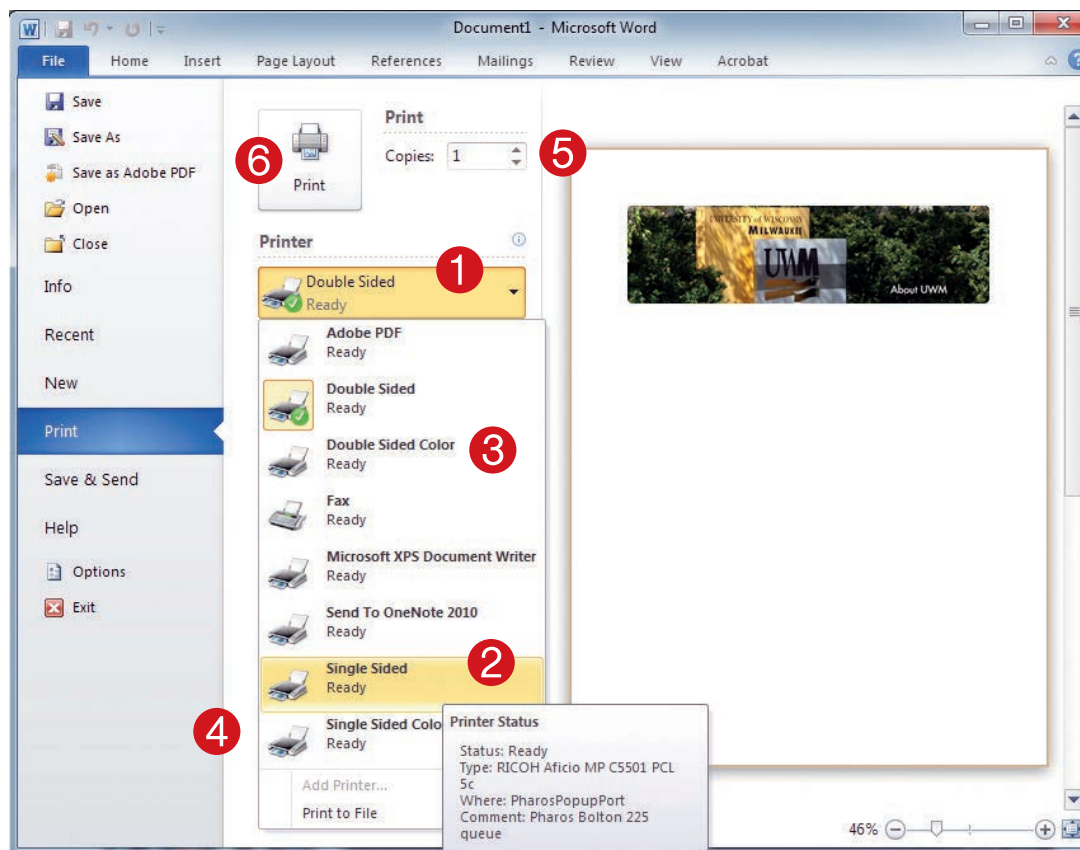 Document1 - Microsoft Word
File Home Insert Page Layout References Mailings Review View Acrobat
Save
Save As
Save as Adobe PDF
Open
Close
Info
Recent
New
Print
Save & Send
Help
Options
Exit
6
Print
Print
Copies: 1
5
Printer
1
Double Sided
Ready
Adobe PDF
Ready
Double Sided
Ready
Double Sided Color
Ready
3
Fax
Ready
Microsoft XPS Document Writer
Ready
Send To OneNote 2010
Ready
Single Sided
Ready
2
4
Single Sided Colo
Ready
Add Printer...
Print to File
Printer Status
Status: Ready
Type: RICOH Aficio MP C5501 PCL
5c
Where: PharosPopupPort
Comment: Pharos Bolton 225
queue
UNIVERSITY of WISCONSIN
MILWAUKEE
UWM
About UWM
46%